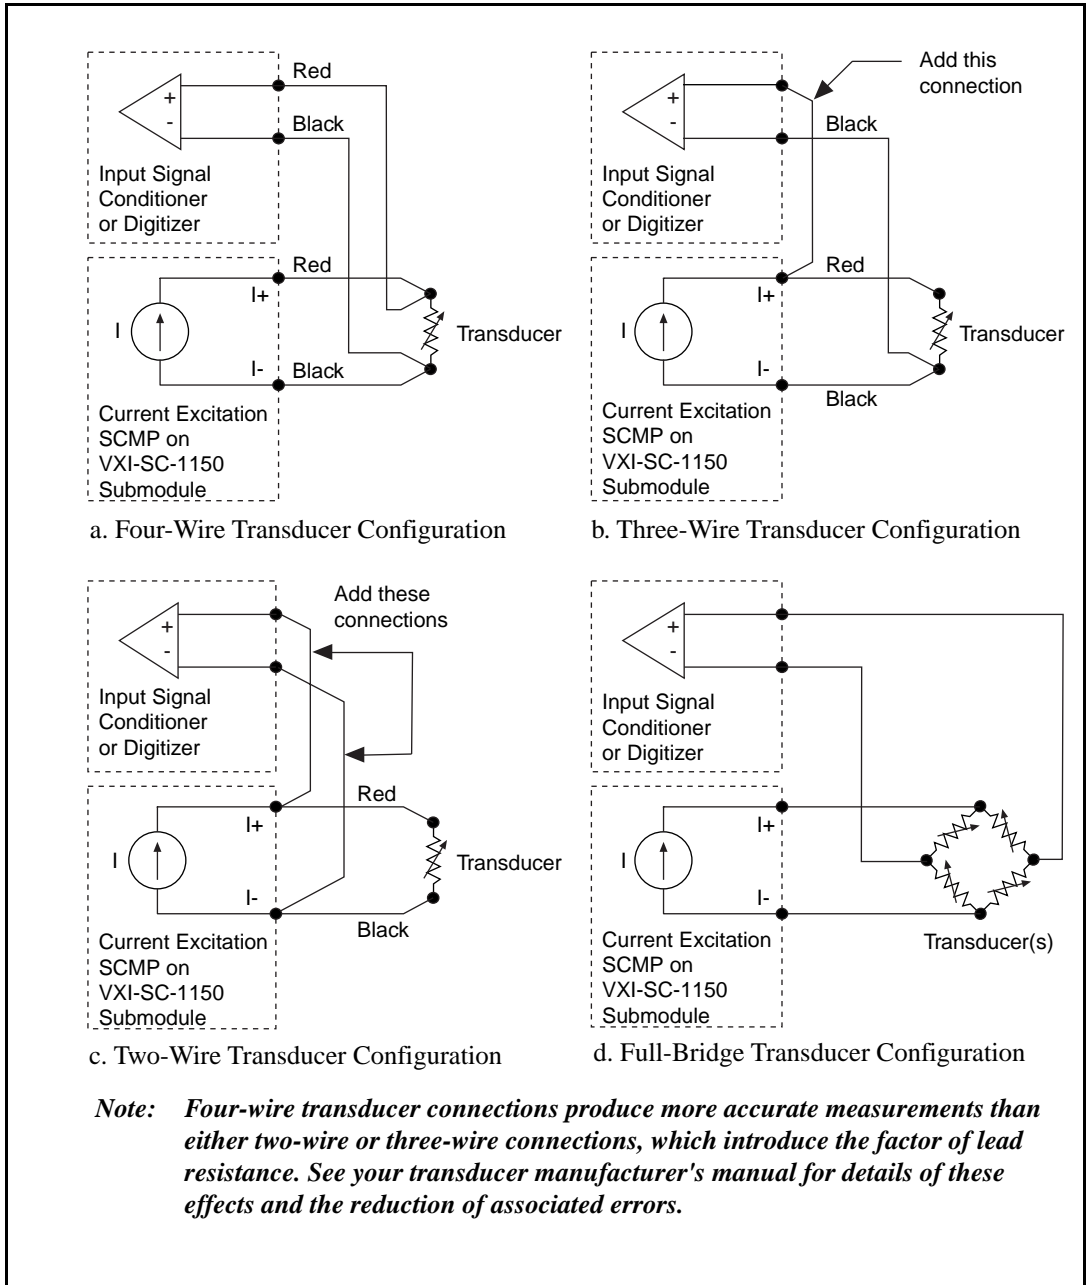 Red
+
-
Black
Input Signal
Conditioner
or Digitizer
Red
I+
I
Transducer
I-
Black
Current Excitation
SCMP on
VXI-SC-1150
Submodule
a. Four-Wire Transducer Configuration
Add this
connection
+
-
Black
Input Signal
Conditioner
or Digitizer
Red
I+
I
Transducer
I-
Black
Current Excitation
SCMP on
VXI-SC-1150
Submodule
b. Three-Wire Transducer Configuration
Add these
connections
+
-
Input Signal
Conditioner
or Digitizer
Red
I+
I
Transducer
I-
Black
Current Excitation
SCMP on
VXI-SC-1150
Submodule
c. Two-Wire Transducer Configuration
+
-
Input Signal
Conditioner
or Digitizer
I+
I
I-
Transducer(s)
Current Excitation
SCMP on
VXI-SC-1150
Submodule
d. Full-Bridge Transducer Configuration
Note: Four-wire transducer connections produce more accurate measurements than
either two-wire or three-wire connections, which introduce the factor of lead
resistance. See your transducer manufacturer's manual for details of these
effects and the reduction of associated errors.